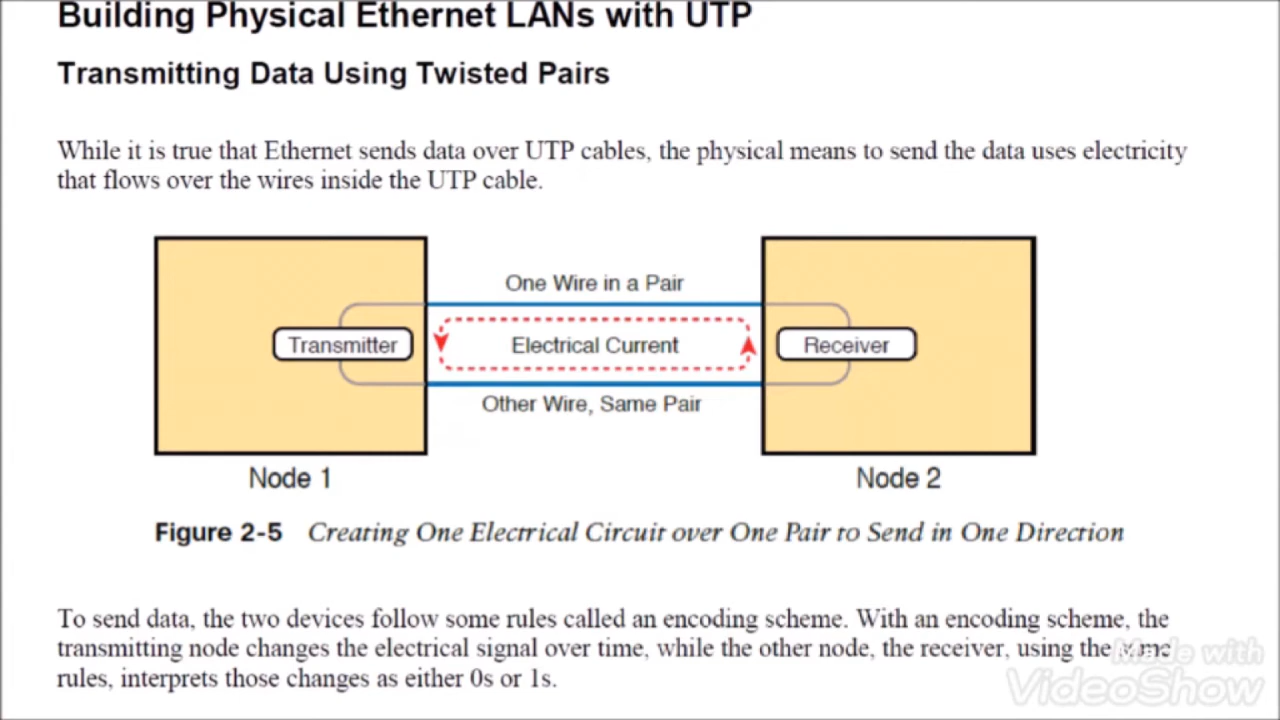 Building Physical Ethernet LANs with UTP
Transmitting Data Using Twisted Pairs
While it is true that Ethernet sends data over UTP cables, the physical means to send the data uses electricity
that flows over the wires inside the UTP cable.
One Wire in a Pair
Transmitter
Electrical Current
Receiver
Other Wire, Same Pair
Node 1
Node 2
Figure 2-5 Creating One Electrical Circuit over One Pair to Send in One Direction
To send data, the two devices follow some rules called an encoding scheme. With an encoding scheme, the
transmitting node changes the electrical signal over time, while the other node, the receiver, using the same
rules, interprets those changes as either 0s or 1s.
Made with
VideoShow